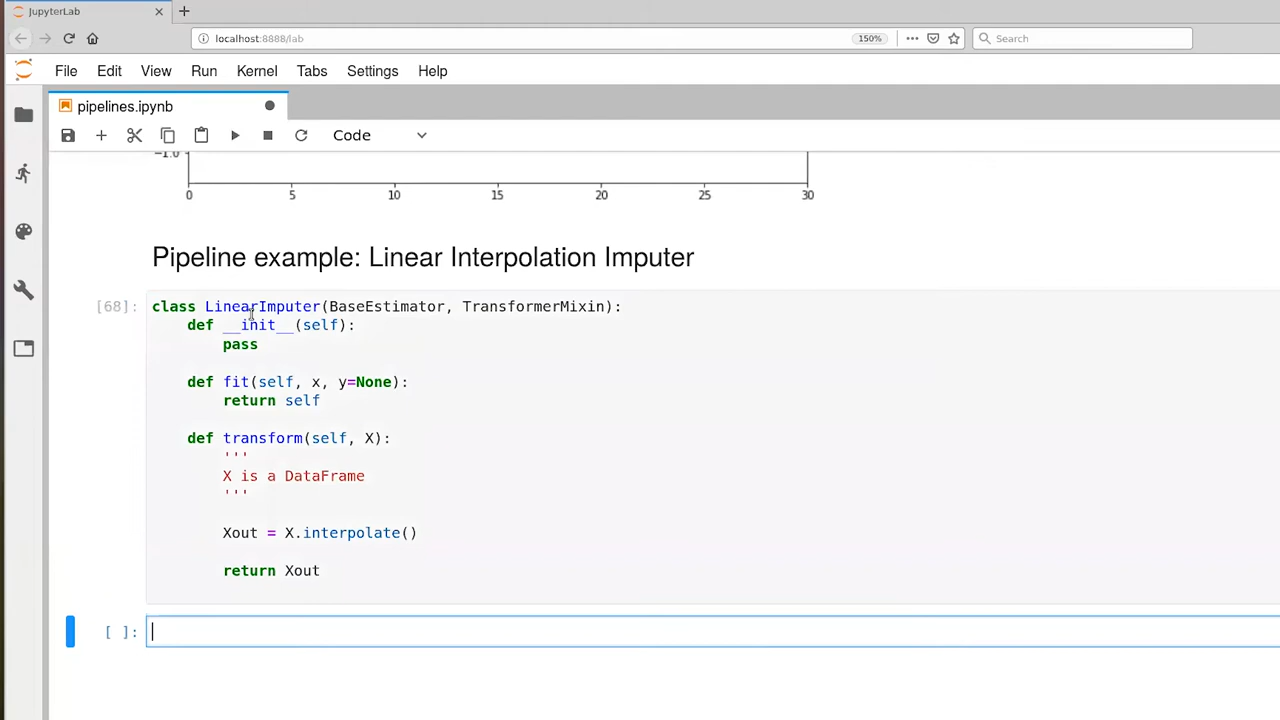 JupyterLab
localhost:8888/lab
150%
Search
File Edit View Run Kernel Tabs Settings Help
pipelines.ipynb
Code
−1.0
0 5 10 15 20 25 30
Pipeline example: Linear Interpolation Imputer
[68]:
class LinearImputer(BaseEstimator, TransformerMixin):
    def __init__(self):
        pass
    def fit(self, x, y=None):
        return self
    def transform(self, X):
        '''
        X is a DataFrame
        '''
        Xout = X.interpolate()
        return Xout
[ ]: